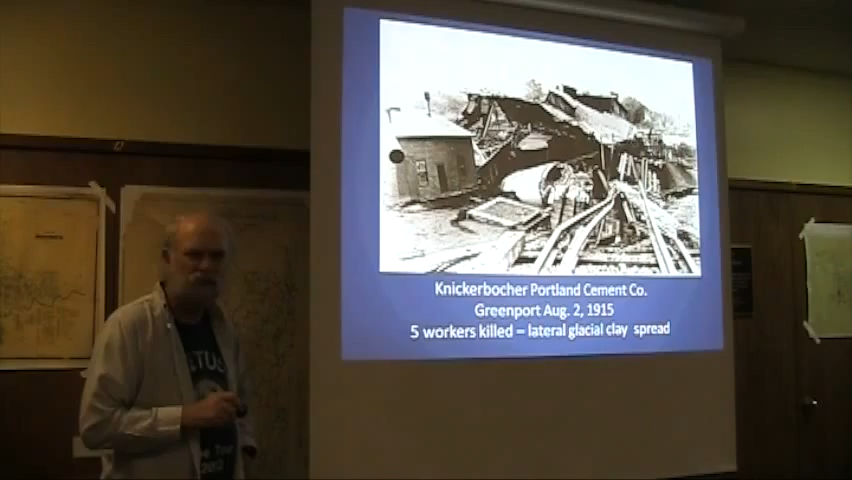 Knickerbocher Portland Cement Co.
Greenport Aug. 2, 1915
5 workers killed – lateral glacial clay spread